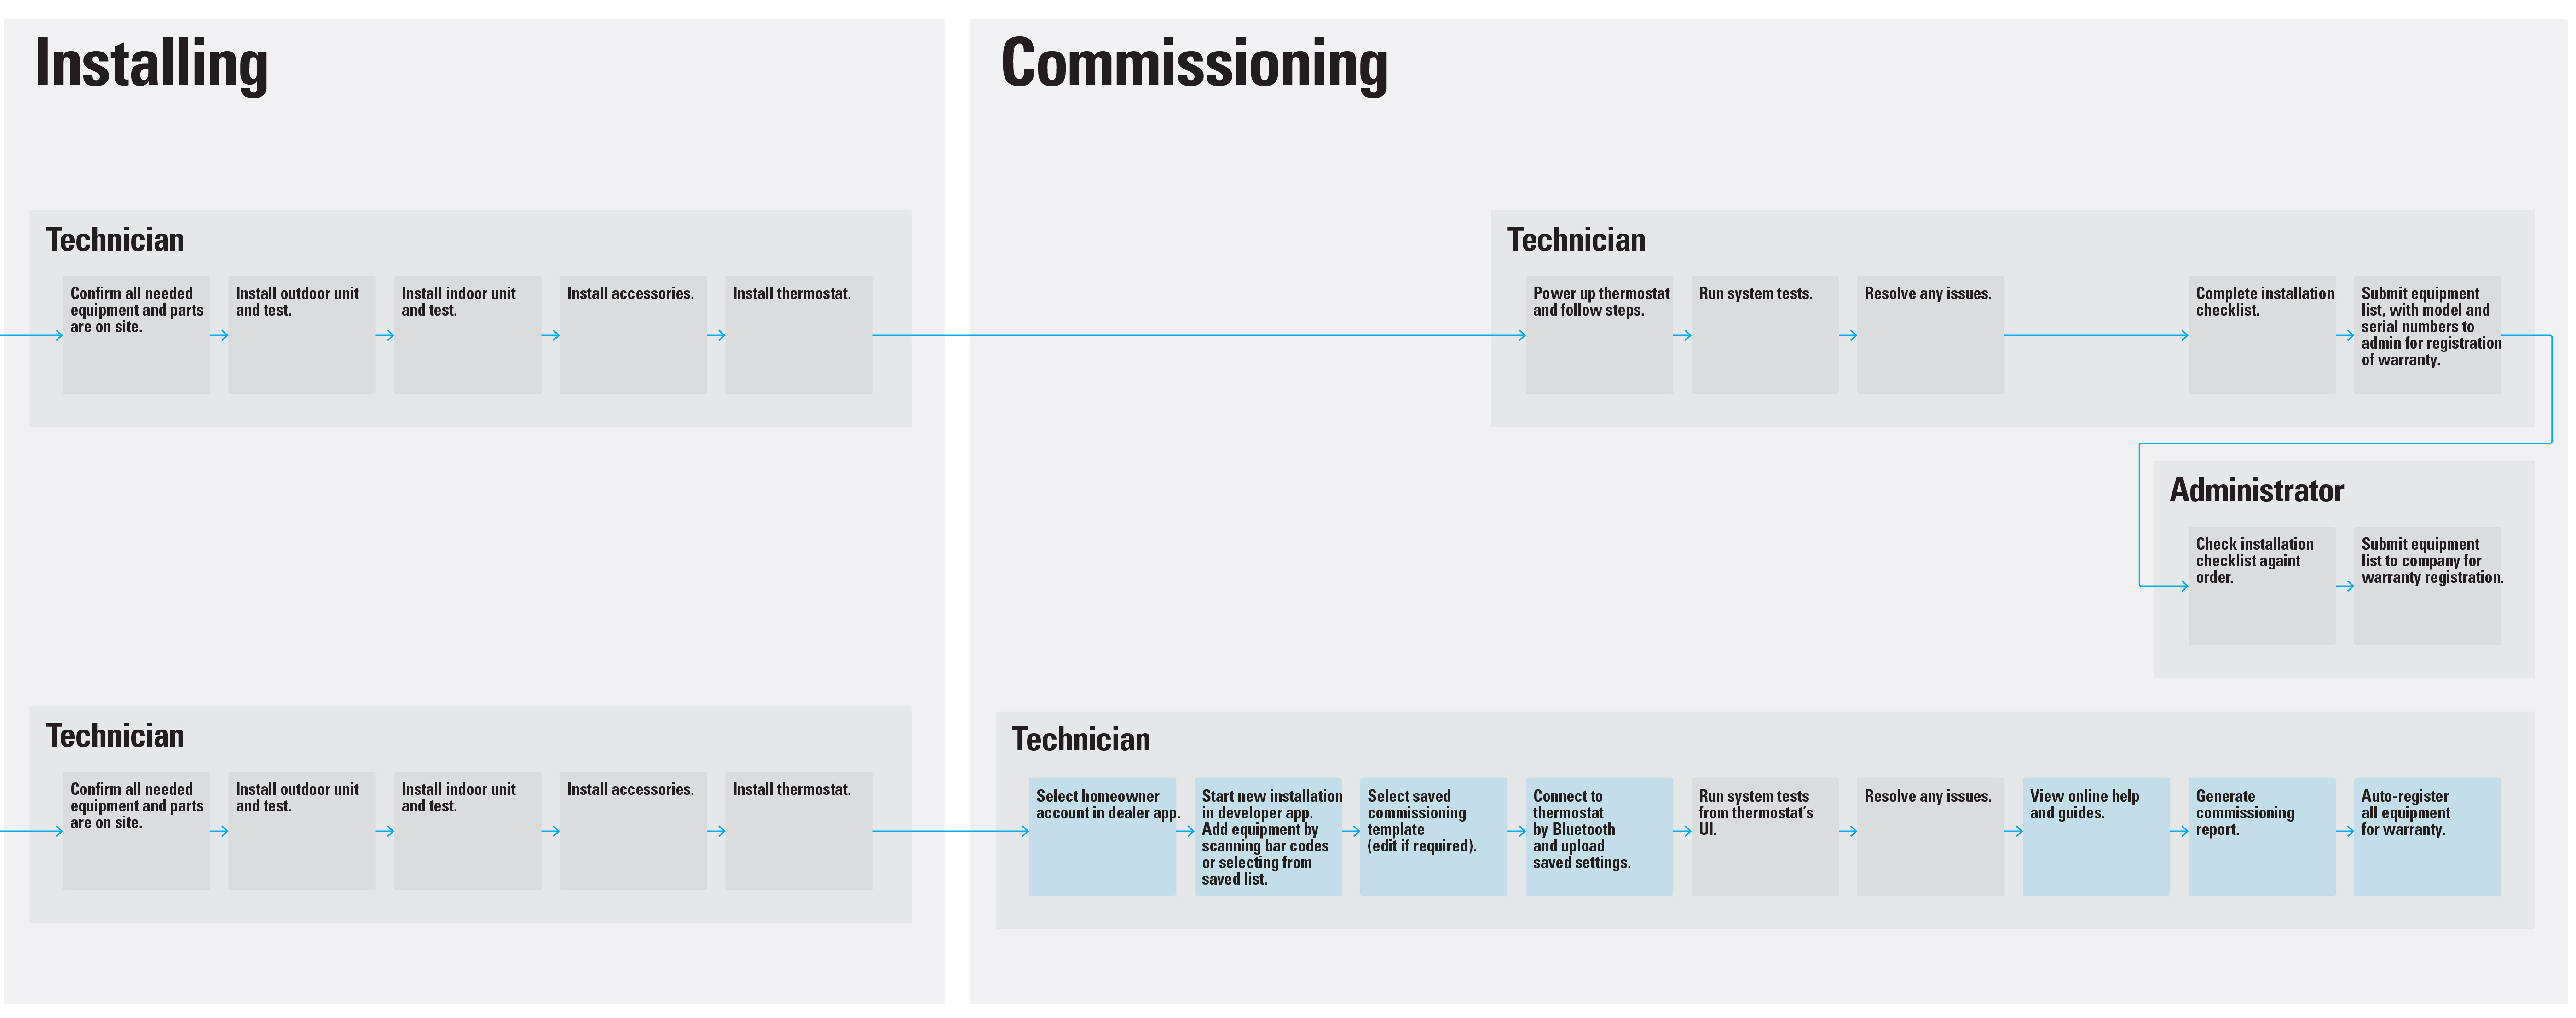 Installing
Technician
Confirm all needed
equipment and parts
are on site.
Install outdoor unit
and test.
Install indoor unit
and test.
Install accessories.
Install thermostat.
Technician
Confirm all needed
equipment and parts
are on site.
Install outdoor unit
and test.
Install indoor unit
and test.
Install accessories.
Install thermostat.
Commissioning
Technician
Power up thermostat
and follow steps.
Run system tests.
Resolve any issues.
Complete installation
checklist.
Submit equipment
list, with model and
serial numbers to
admin for registration
of warranty.
Administrator
Check installation
checklist againt
order.
Submit equipment
list to company for
warranty registration.
Technician
Select homeowner
account in dealer app.
Start new installation
in developer app.
Add equipment by
scanning bar codes
or selecting from
saved list.
Select saved
commissioning
template
(edit if required).
Connect to
thermostat
by Bluetooth
and upload
saved settings.
Run system tests
from thermostat's
UI.
Resolve any issues.
View online help
and guides.
Generate
commissioning
report.
Auto-register
all equipment
for warranty.